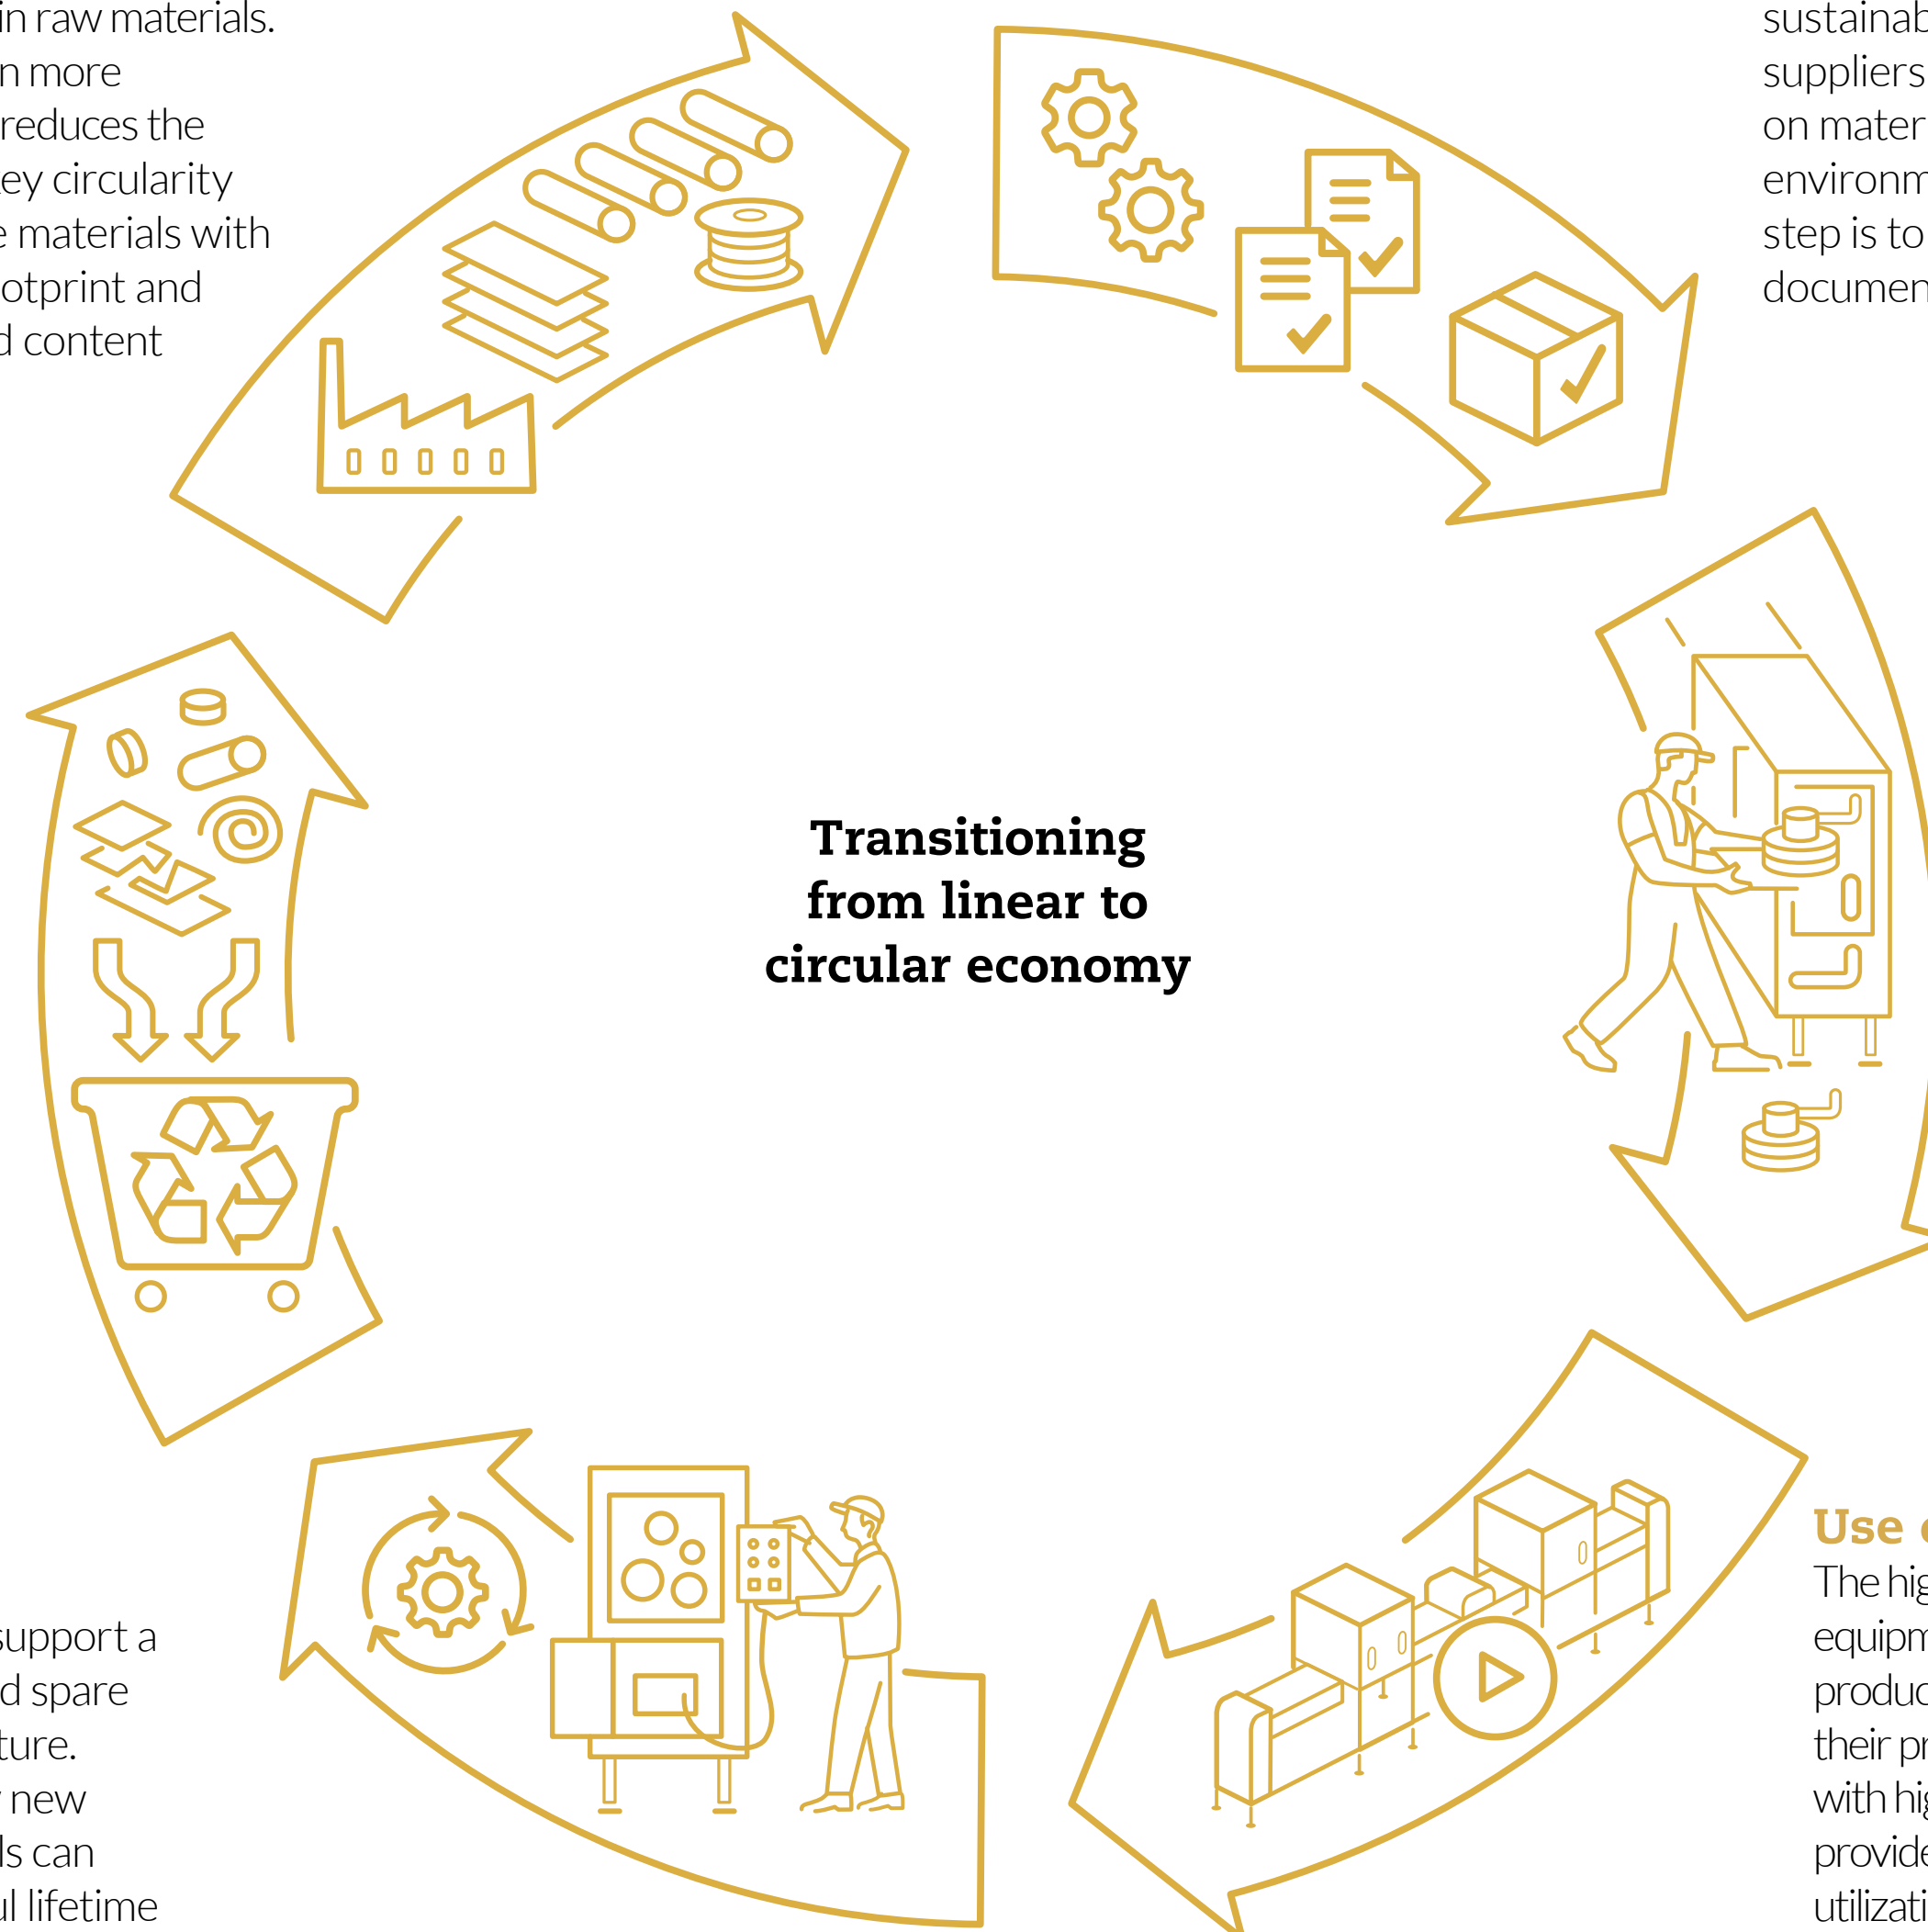 in raw materials.
n more
reduces the
ey circularity
e materials with
otprint and
d content
sustainab
suppliers
on mater
environm
step is to
documen
Transitioning
from linear to
circular economy
support a
d spare
ture.
new
ls can
ul lifetime
Use
The hig
equipm
produc
their pr
with hig
provide
utilizati